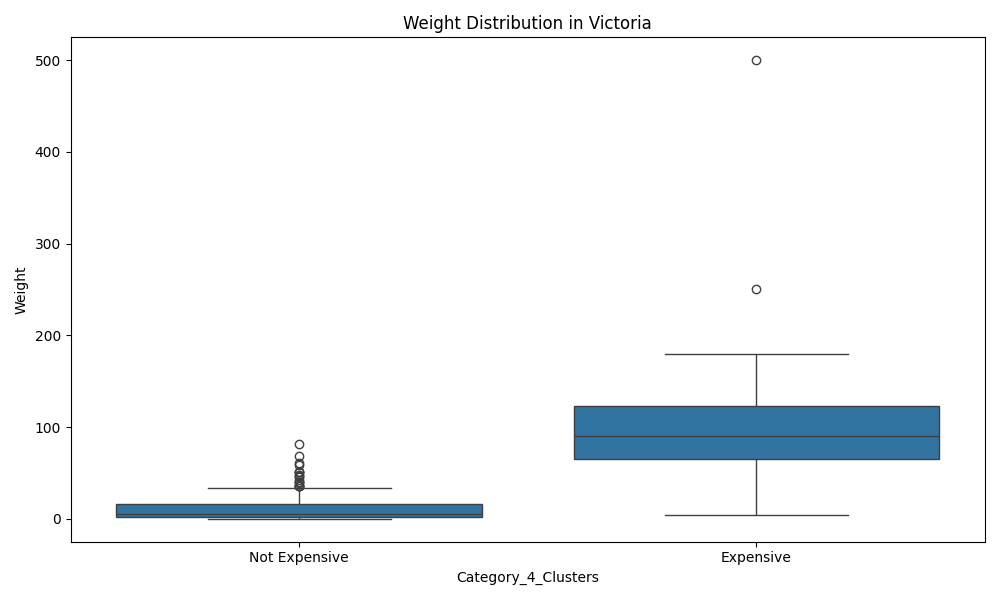 Weight Distribution in Victoria
500
400
300
200
100
0
Weight
Not Expensive
Expensive
Category_4_Clusters